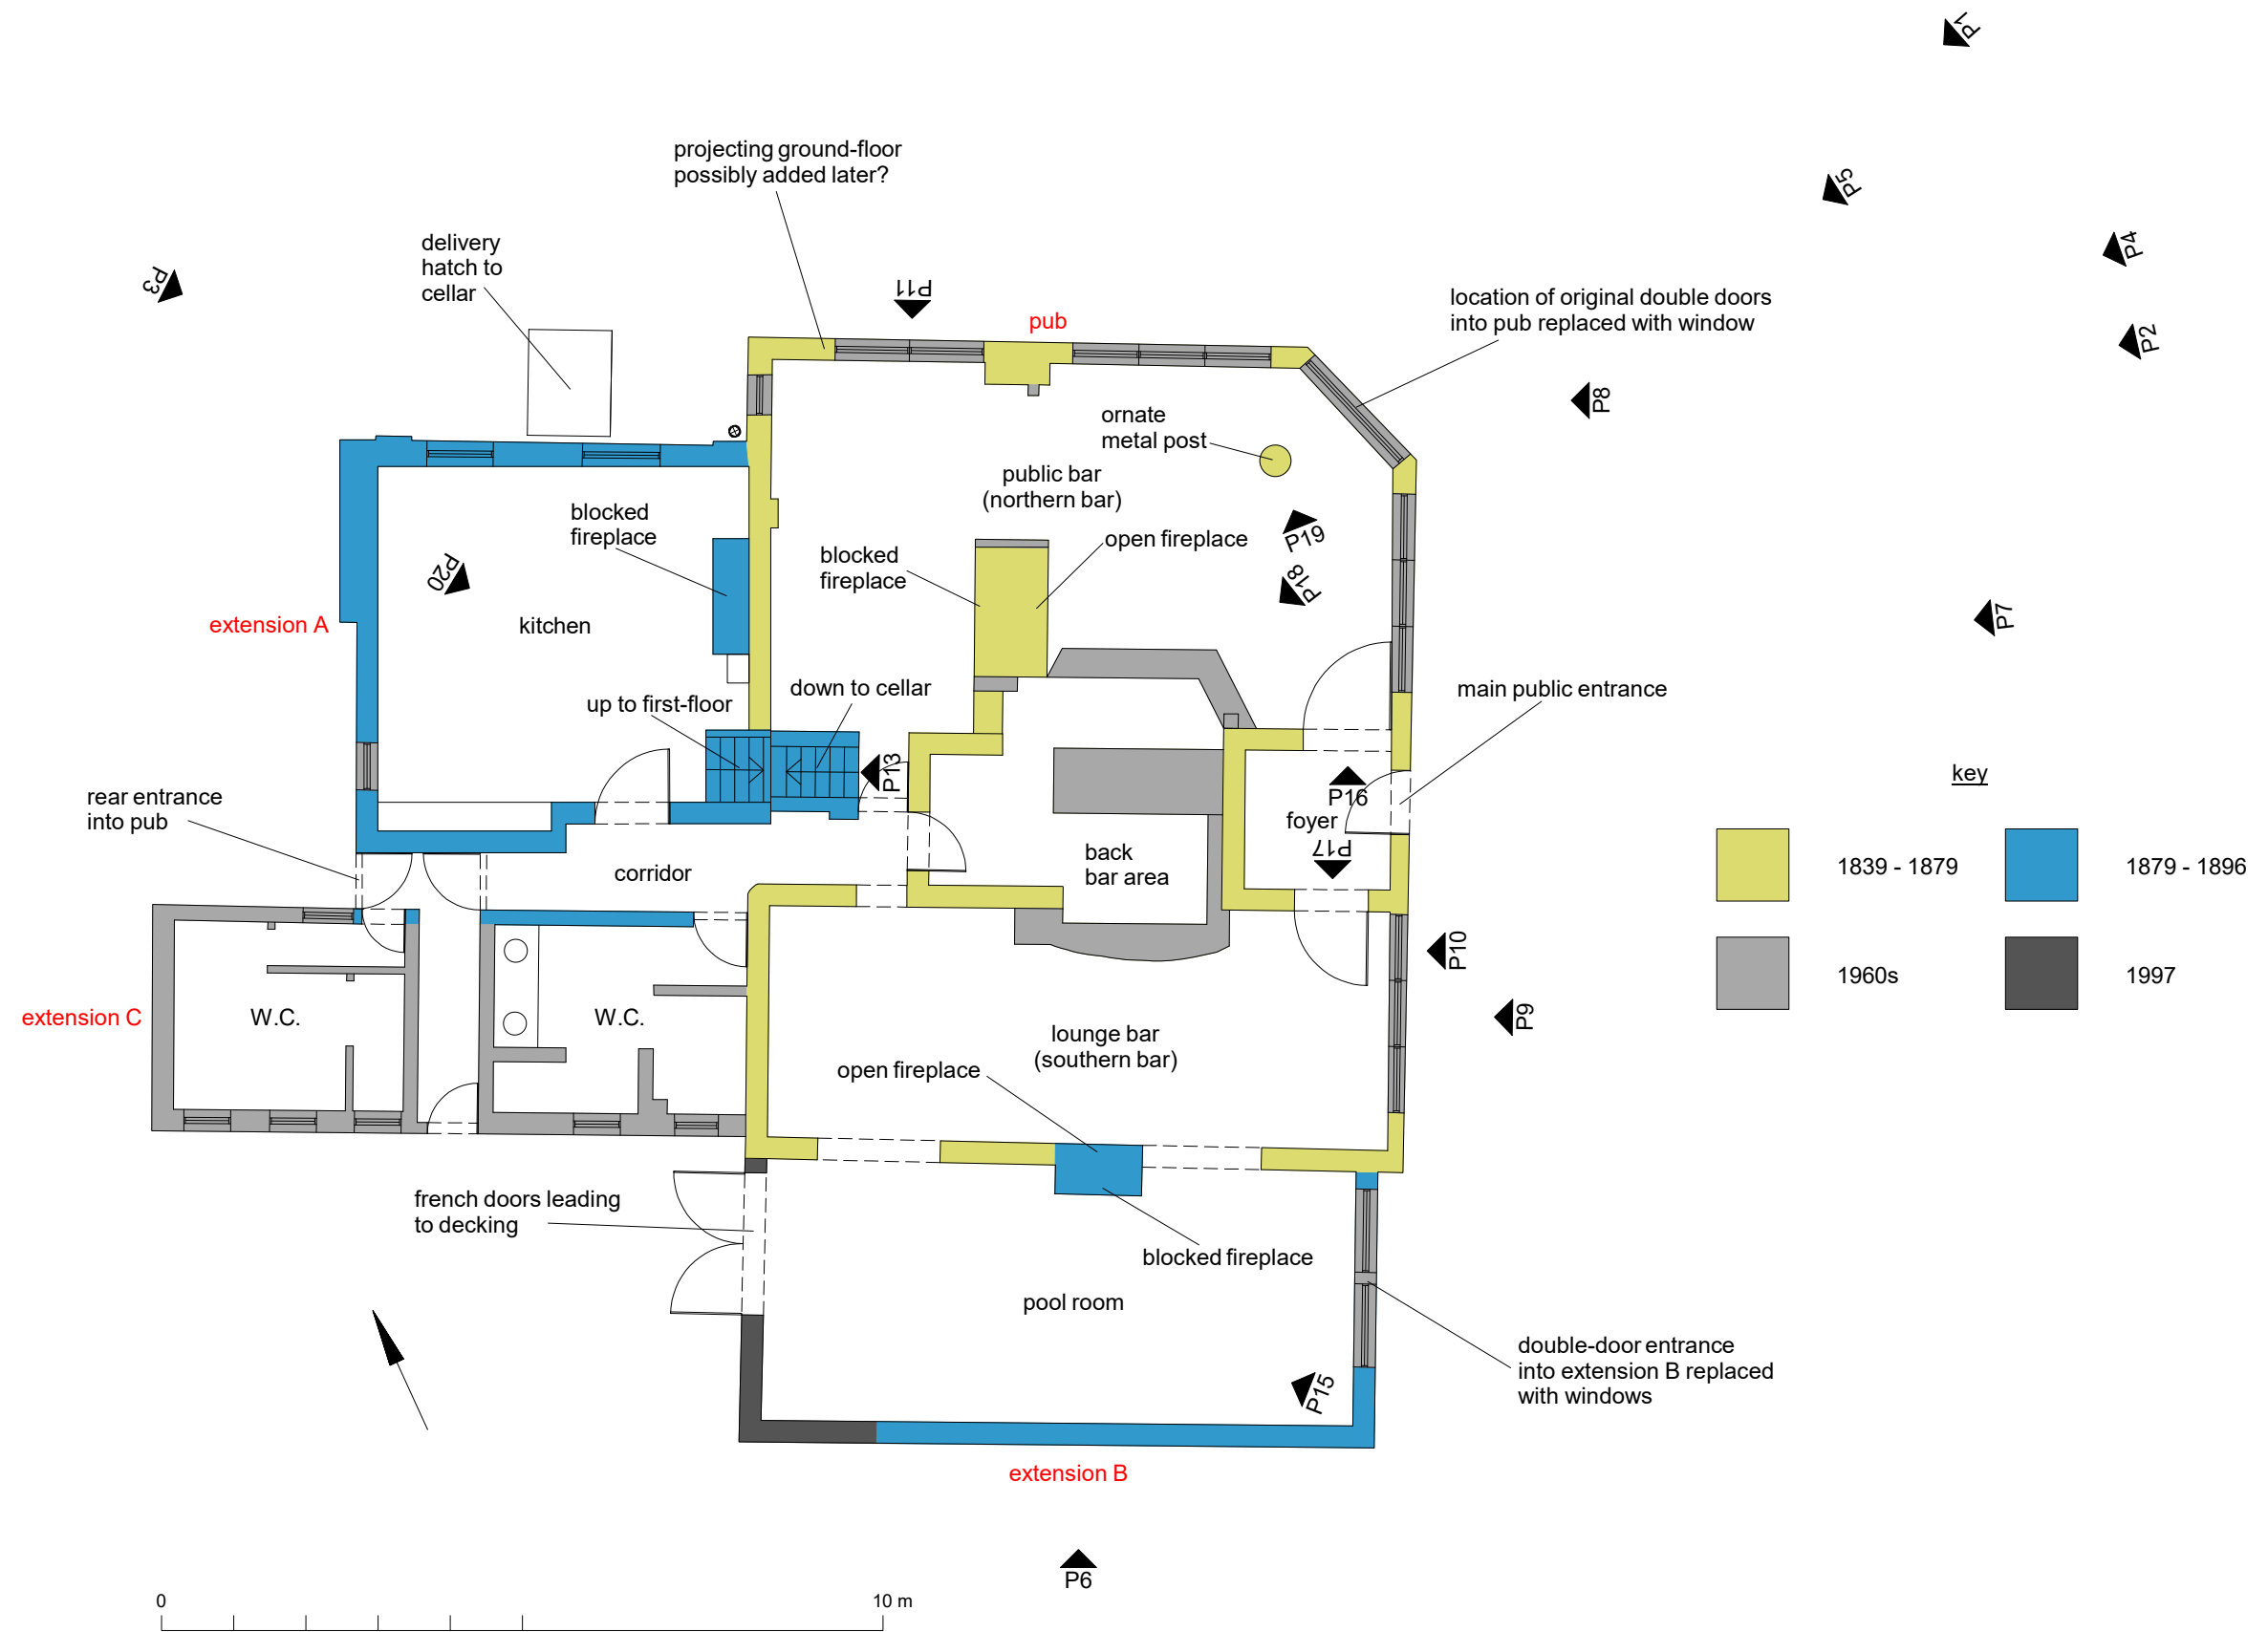 P1
projecting ground-floor
possibly added later?
P5
delivery
hatch to
cellar
P4
P3
P11
location of original double doors
into pub replaced with window
pub
P2
P8
ornate
metal post
public bar
(northern bar)
blocked
fireplace
P19
open fireplace
blocked
fireplace
P20
P18
extension A
kitchen
P7
up to first-floor
down to cellar
main public entrance
P13
key
rear entrance
into pub
P16
foyer
P17
back
bar area
corridor
1839 - 1879
1879 - 1896
P10
1960s
1997
extension C
W.C.
W.C.
P9
lounge bar
(southern bar)
open fireplace
french doors leading
to decking
blocked fireplace
pool room
double-door entrance
into extension B replaced
with windows
P15
extension B
P6
0
10 m